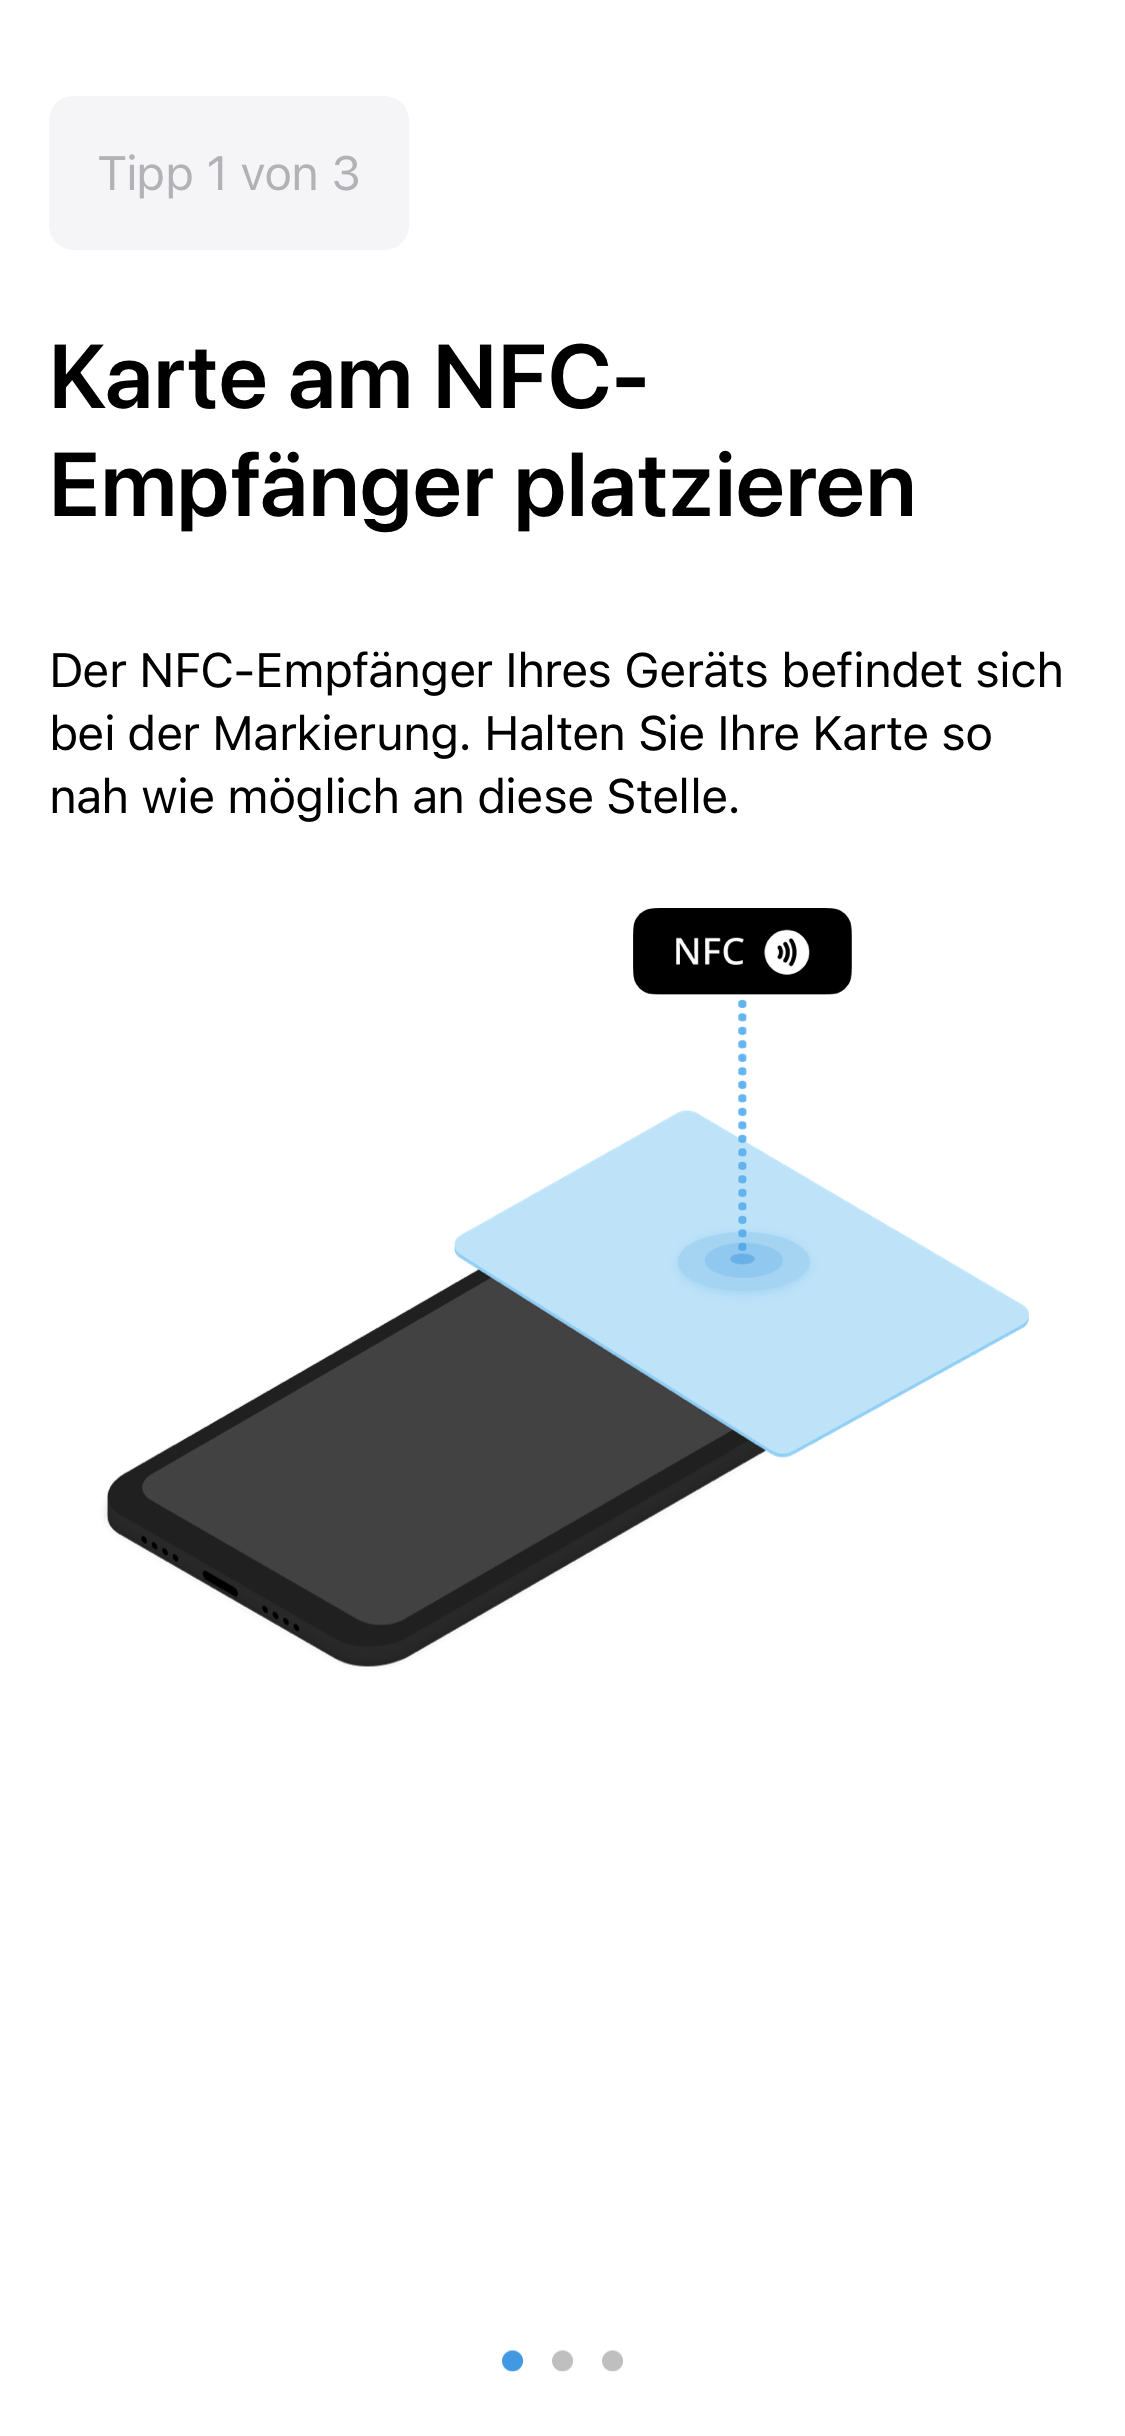 Tipp 1 von 3
Karte am NFC-
Empfänger platzieren
Der NFC-Empfänger Ihres Geräts befindet sich
bei der Markierung. Halten Sie Ihre Karte so
nah wie möglich an diese Stelle.
NFC